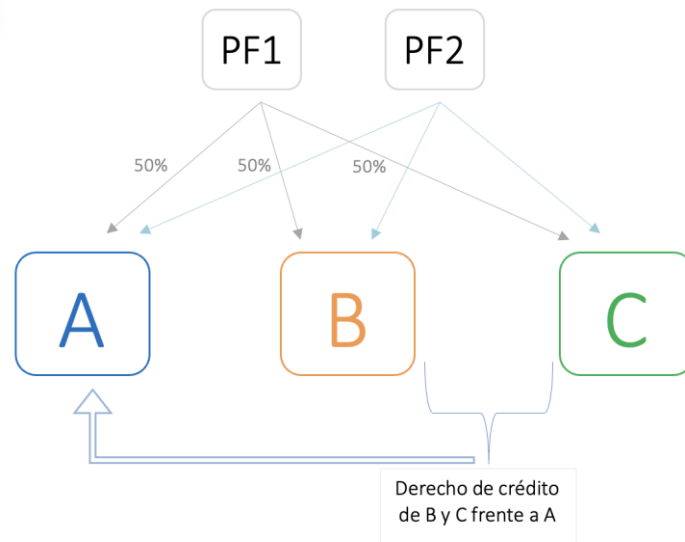 PF1
PF2
50%
50%
50%
A
B
C
Derecho de crédito
de B y C frente a A